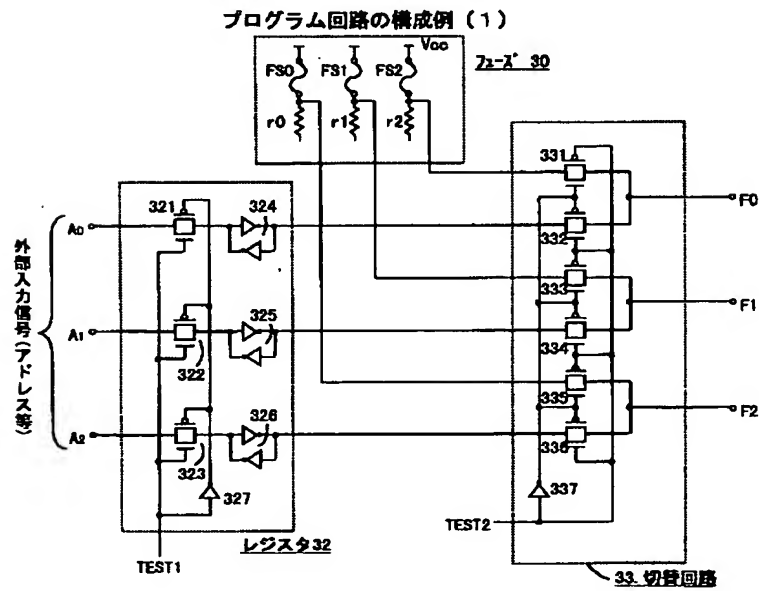 プログラム回路の構成例(1)
Vcc
FS0
FS1
FS2
ﾌｭｰｽﾞ 30
r0
r1
r2
331
321
324
A0
F0
332
333
325
A1
F1
322
334
335
326
A2
F2
323
336
327
337
外部入力信号(アドレス等)
TEST2
レジスタ32
TEST1
33. 切替回路